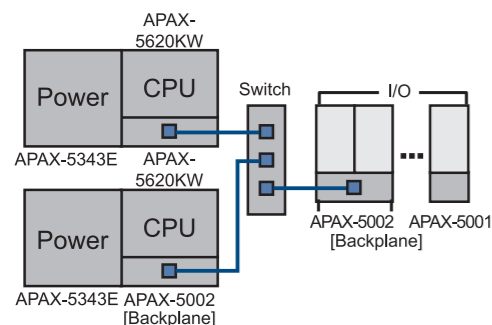 APAX-
5620KW
Power
CPU
Switch
I/O
APAX-5343E
APAX-
5620KW
Power
CPU
APAX-5002
[Backplane]
APAX-5001
APAX-5343E
APAX-5002
[Backplane]